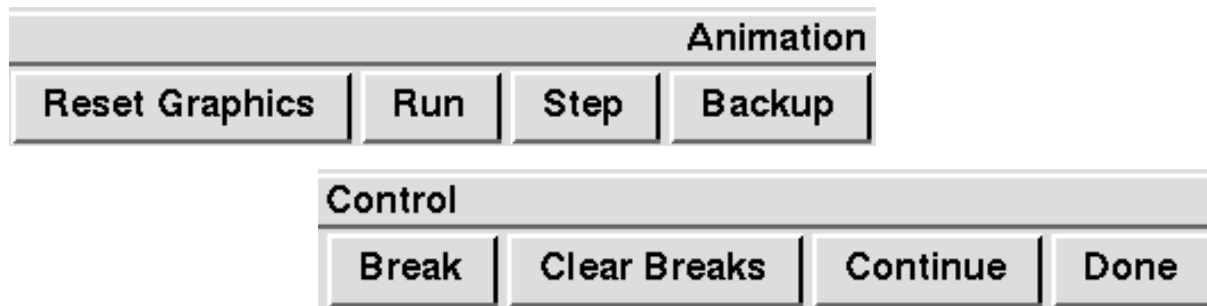 Animation
Reset Graphics Run Step Backup
Control
Break Clear Breaks Continue Done